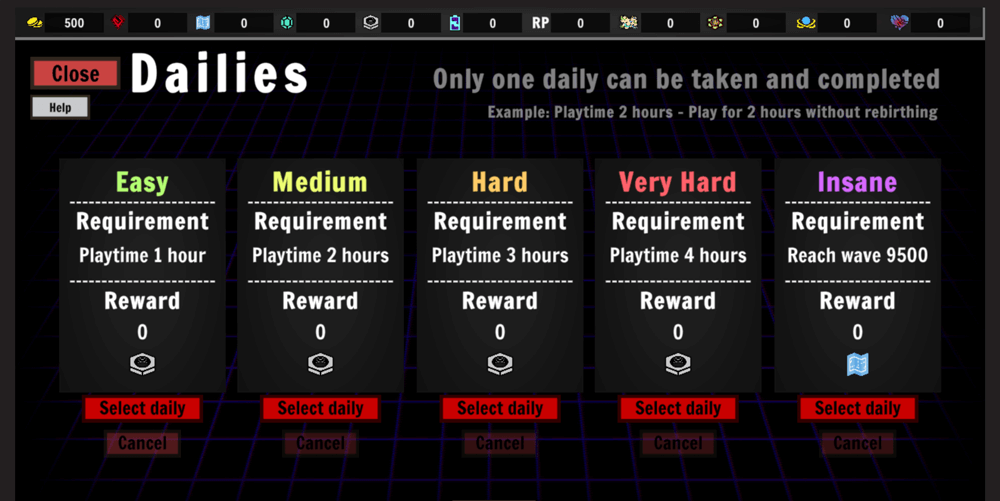 500 0 0 0 0 0 RP 0 0 0 0 0
Close
Dailies
Help
Only one daily can be taken and completed
Example: Playtime 2 hours - Play for 2 hours without rebirthing
Easy
Requirement
Playtime 1 hour
Reward
0
Select daily
Cancel
Medium
Requirement
Playtime 2 hours
Reward
0
Select daily
Cancel
Hard
Requirement
Playtime 3 hours
Reward
0
Select daily
Cancel
Very Hard
Requirement
Playtime 4 hours
Reward
0
Select daily
Cancel
Insane
Requirement
Reach wave 9500
Reward
0
Select daily
Cancel